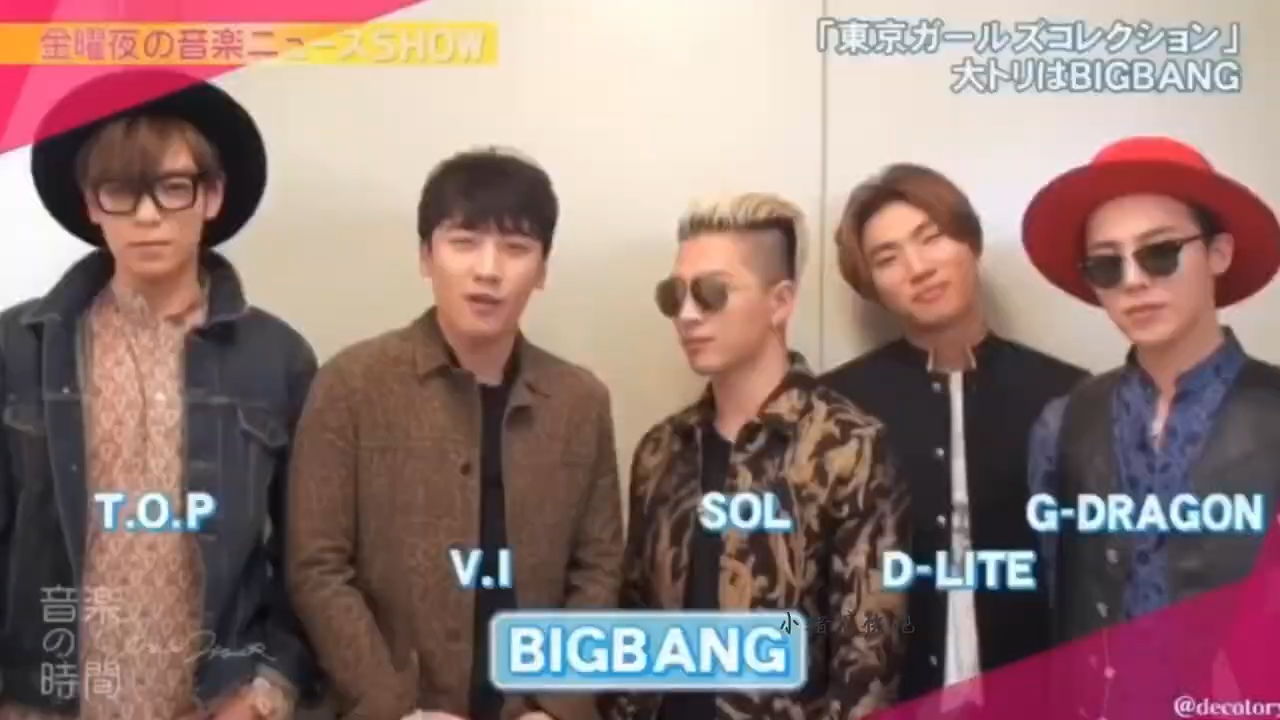 金曜夜の音楽ニュースSHOW
「東京ガールズコレクション」
大トリはBIGBANG
T.O.P
V.I
SOL
D-LITE
G-DRAGON
BIGBANG
音楽
の
時間
@decatory